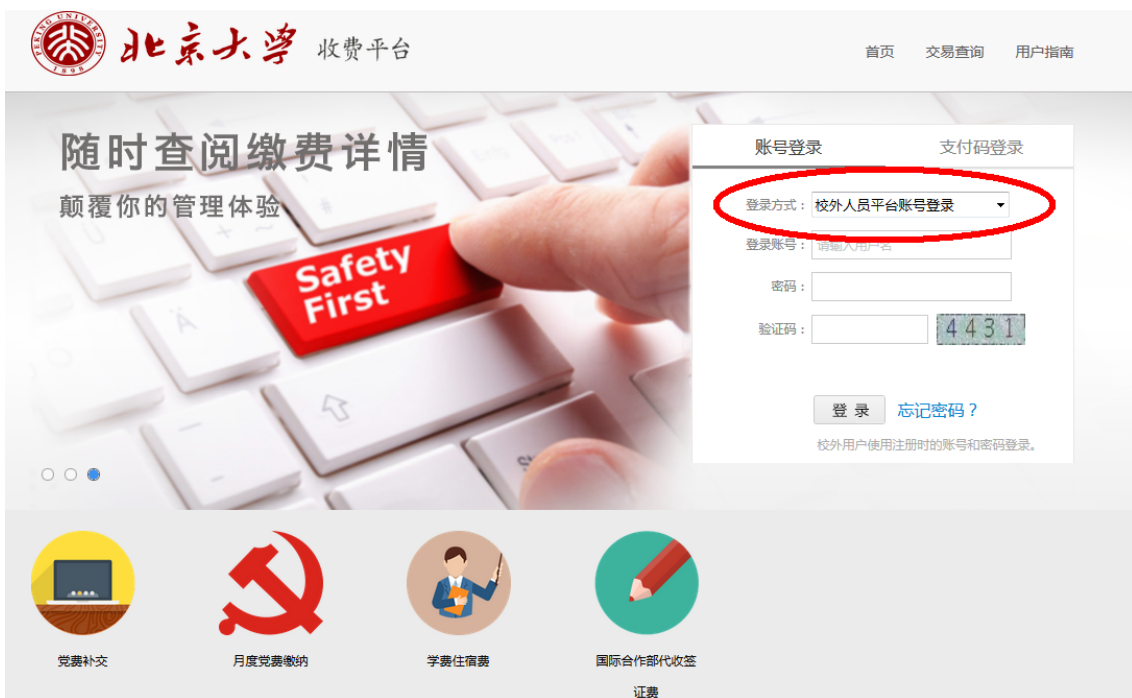 PEKING UNIVERSITY
1898
北京大学 收费平台
首页 交易查询 用户指南
随时查阅缴费详情
颠覆你的管理体验
Safety
First
账号登录 支付码登录
登录方式： 校外人员平台账号登录
登录账号： 请输入用户名
密码：
验证码： 4431
登 录 忘记密码？
校外用户使用注册时的账号和密码登录。
党费补交 月度党费缴纳 学费住宿费 国际合作部代收签
证费